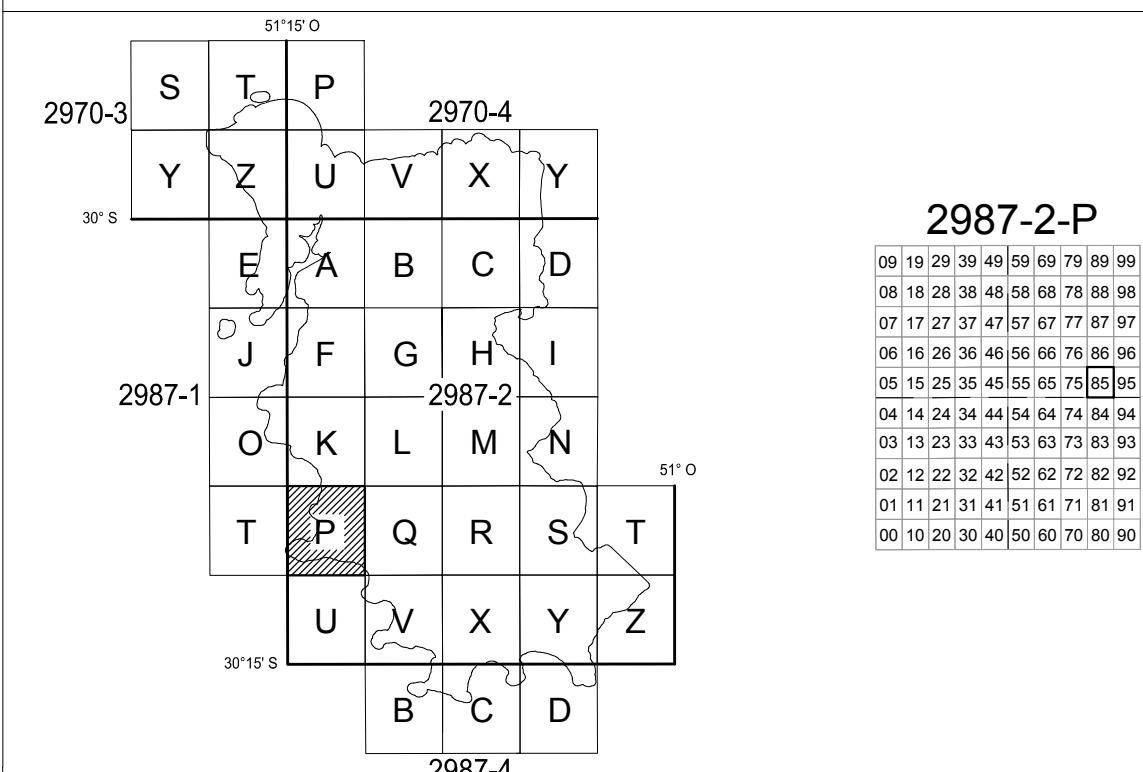 51°15' O
S T P
2970-3
2970-4
Y Z U V X Y
30° S
E A B C D
J F G H I
2987-1
2987-2
O K L M N
51° O
T P Q R S T
U V X Y Z
30°15' S
B C D
2987-4
2987-2-P
09 19 29 39 49 59 69 79 89 99
08 18 28 38 48 58 68 78 88 98
07 17 27 37 47 57 67 77 87 97
06 16 26 36 46 56 66 76 86 96
05 15 25 35 45 55 65 75 85 95
04 14 24 34 44 54 64 74 84 94
03 13 23 33 43 53 63 73 83 93
02 12 22 32 42 52 62 72 82 92
01 11 21 31 41 51 61 71 81 91
00 10 20 30 40 50 60 70 80 90